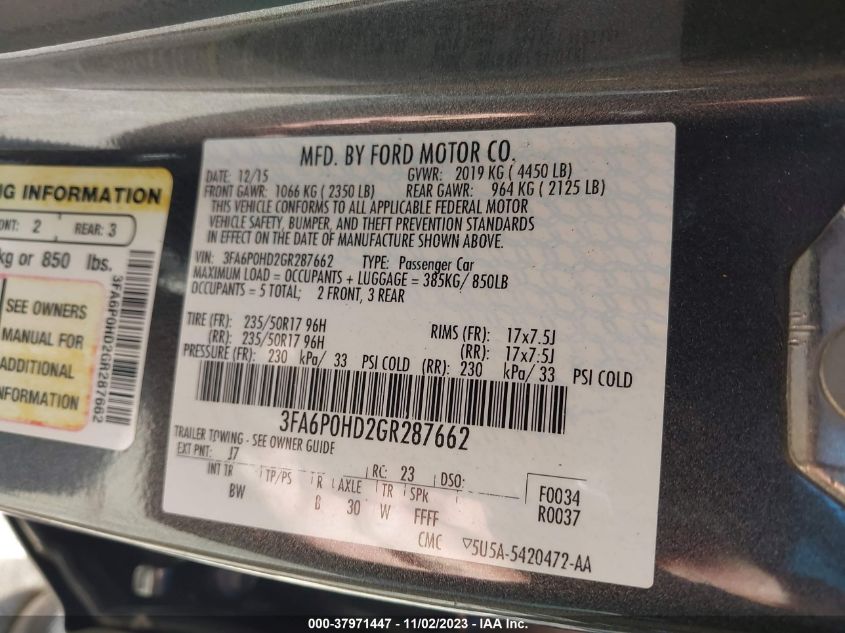 NG INFORMATION
ONT: 2 REAR: 3
kg or 850 lbs.
SEE OWNERS
MANUAL FOR
ADDITIONAL
INFORMATION
3FA6P0HD2GR287662
MFD. BY FORD MOTOR CO.
DATE: 12/15 GVWR: 2019 KG ( 4450 LB)
FRONT GAWR: 1066 KG ( 2350 LB) REAR GAWR: 964 KG ( 2125 LB)
THIS VEHICLE CONFORMS TO ALL APPLICABLE FEDERAL MOTOR
VEHICLE SAFETY, BUMPER, AND THEFT PREVENTION STANDARDS
IN EFFECT ON THE DATE OF MANUFACTURE SHOWN ABOVE.
VIN: 3FA6P0HD2GR287662 TYPE: Passenger Car
MAXIMUM LOAD = OCCUPANTS + LUGGAGE = 385KG/ 850LB
OCCUPANTS = 5 TOTAL; 2 FRONT, 3 REAR
TIRE (FR): 235/50R17 96H RIMS (FR): 17x7.5J
(RR): 235/50R17 96H (RR): 17x7.5J
PRESSURE (FR): 230 kPa/ 33 PSI COLD (RR): 230 kPa/ 33 PSI COLD
3FA6P0HD2GR287662
TRAILER TOWING - SEE OWNER GUIDE
EXT PNT: J7 RC: 23 DSO:
INT TR TP/PS R AXLE TR SPR F0034
BW B 30 W FFFF R0037
CMC ▽5U5A-5420472-AA
000-37971447 - 11/02/2023 - IAA Inc.